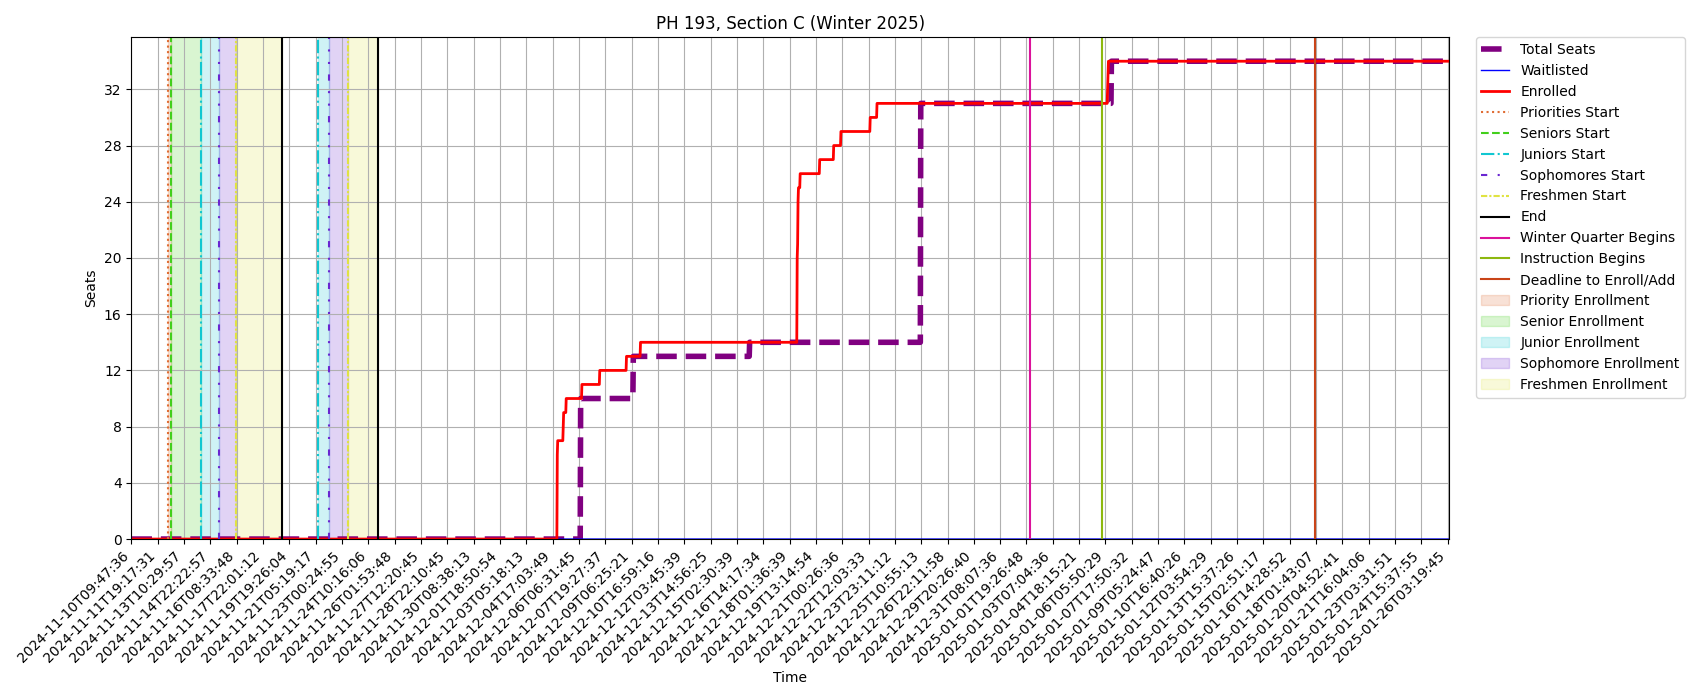 PH 193, Section C (Winter 2025)
Seats
32
28
24
20
16
12
8
4
0
2024-11-10T09:47:36
2024-11-11T19:17:31
2024-11-13T10:29:57
2024-11-14T22:22:57
2024-11-16T08:33:48
2024-11-17T22:01:12
2024-11-19T19:26:04
2024-11-21T05:19:17
2024-11-23T00:24:55
2024-11-24T10:16:06
2024-11-26T01:53:48
2024-11-27T12:20:45
2024-11-28T22:10:45
2024-11-30T08:38:13
2024-12-01T18:50:54
2024-12-03T05:18:13
2024-12-04T17:03:49
2024-12-06T06:31:45
2024-12-07T19:27:37
2024-12-09T06:25:21
2024-12-10T16:59:16
2024-12-12T03:45:39
2024-12-13T14:56:25
2024-12-15T02:30:39
2024-12-16T14:17:34
2024-12-18T01:36:39
2024-12-19T13:14:54
2024-12-21T00:26:36
2024-12-22T12:03:33
2024-12-23T23:11:12
2024-12-25T10:55:13
2024-12-26T22:11:58
2024-12-29T20:26:40
2024-12-31T08:07:36
2025-01-01T19:26:48
2025-01-03T07:04:36
2025-01-04T18:15:21
2025-01-06T05:50:29
2025-01-07T17:50:32
2025-01-09T05:24:47
2025-01-10T16:40:26
2025-01-12T03:54:29
2025-01-13T15:37:26
2025-01-15T02:51:17
2025-01-16T14:28:52
2025-01-18T01:43:07
2025-01-20T04:52:41
2025-01-21T16:04:06
2025-01-23T03:31:51
2025-01-24T15:37:55
2025-01-26T03:19:45
Time
Total Seats
Waitlisted
Enrolled
Priorities Start
Seniors Start
Juniors Start
Sophomores Start
Freshmen Start
End
Winter Quarter Begins
Instruction Begins
Deadline to Enroll/Add
Priority Enrollment
Senior Enrollment
Junior Enrollment
Sophomore Enrollment
Freshmen Enrollment